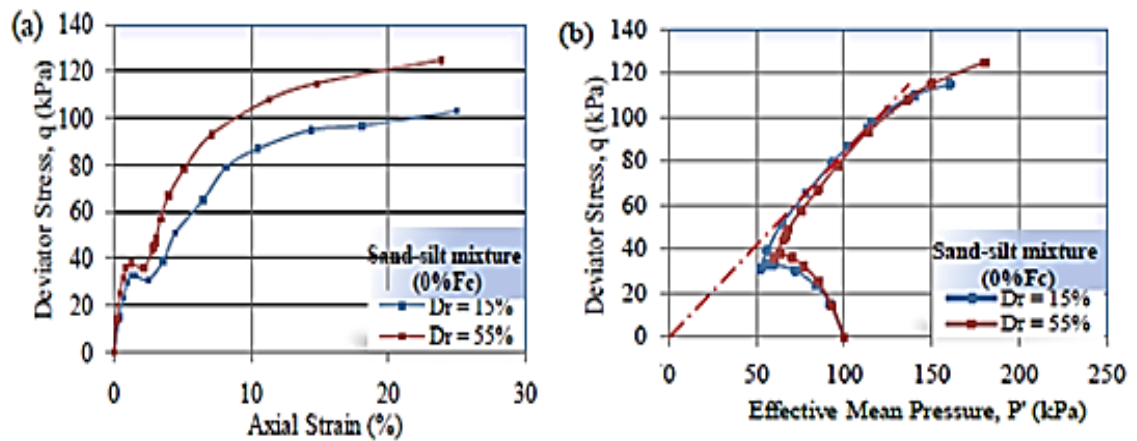 (a)
140
120
100
80
60
40
20
0
Deviator Stress, q (kPa)
0 10 20 30
Axial Strain (%)
Sand-silt mixture
(0%Fc)
Dr = 15%
Dr = 55%
(b)
140
120
100
80
60
40
20
0
Deviator Stress, q (kPa)
0 50 100 150 200 250
Effective Mean Pressure, P' (kPa)
Sand-silt mixture
(0%Fc)
Dr = 15%
Dr = 55%